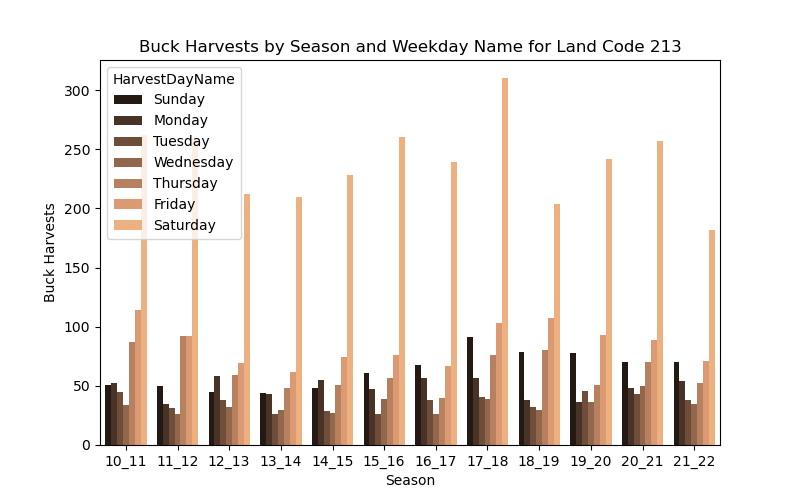 Buck Harvests by Season and Weekday Name for Land Code 213
HarvestDayName
Sunday
Monday
Tuesday
Wednesday
Thursday
Friday
Saturday
300
250
200
150
100
50
0
Buck Harvests
10_11 11_12 12_13 13_14 14_15 15_16 16_17 17_18 18_19 19_20 20_21 21_22
Season